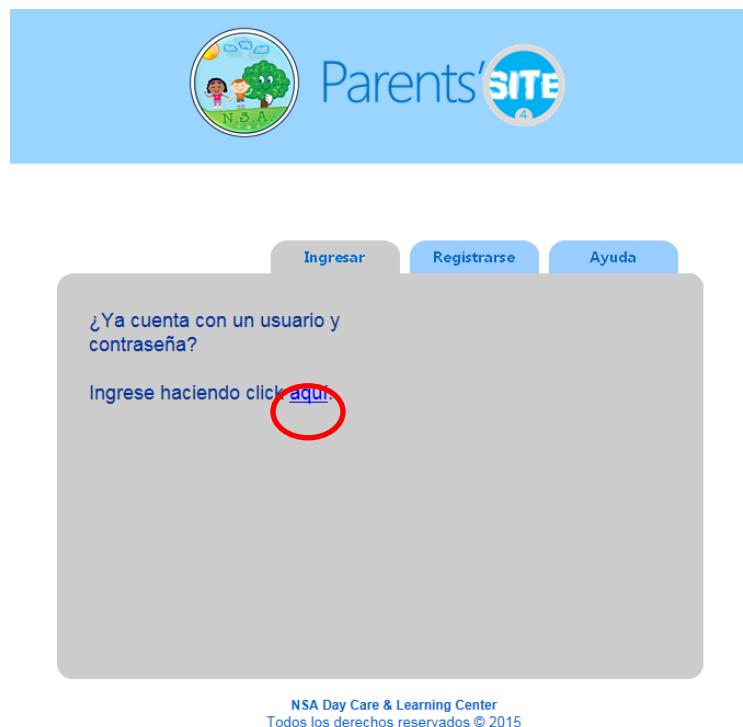 N.S.A.
Parents' SITE
4
Ingresar Registrarse Ayuda
¿Ya cuenta con un usuario y
contraseña?
Ingrese haciendo click aquí.
NSA Day Care & Learning Center
Todos los derechos reservados © 2015